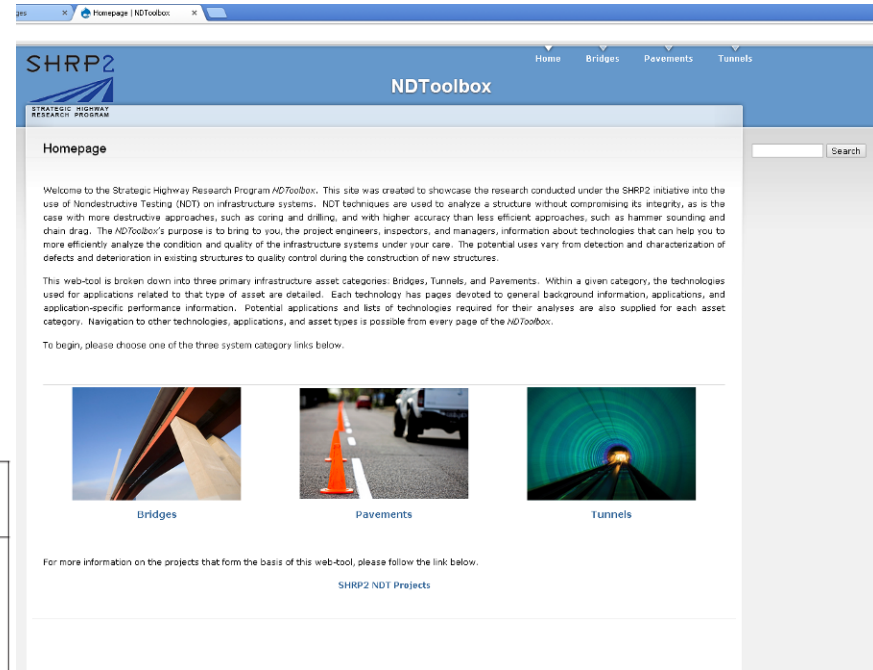 ges × Homepage | NDToolbox ×
SHRP2
STRATEGIC HIGHWAY
RESEARCH PROGRAM
Home Bridges Pavements Tunnels
NDToolbox
Homepage
Search
Welcome to the Strategic Highway Research Program NDToolbox. This site was created to showcase the research conducted under the SHRP2 initiative into the
use of Nondestructive Testing (NDT) on infrastructure systems. NDT techniques are used to analyze a structure without compromising its integrity, as is the
case with more destructive approaches, such as coring and drilling, and with higher accuracy than less efficient approaches, such as hammer sounding and
chain drag. The NDToolbox's purpose is to bring to you, the project engineers, inspectors, and managers, information about technologies that can help you to
more efficiently analyze the condition and quality of the infrastructure systems under your care. The potential uses vary from detection and characterization of
defects and deterioration in existing structures to quality control during the construction of new structures.
This web-tool is broken down into three primary infrastructure asset categories: Bridges, Tunnels, and Pavements. Within a given category, the technologies
used for applications related to that type of asset are detailed. Each technology has pages devoted to general background information, applications, and
application-specific performance information. Potential applications and lists of technologies required for their analyses are also supplied for each asset
category. Navigation to other technologies, applications, and asset types is possible from every page of the NDToolbox.
To begin, please choose one of the three system category links below.
Bridges Pavements Tunnels
For more information on the projects that form the basis of this web-tool, please follow the link below.
SHRP2 NDT Projects